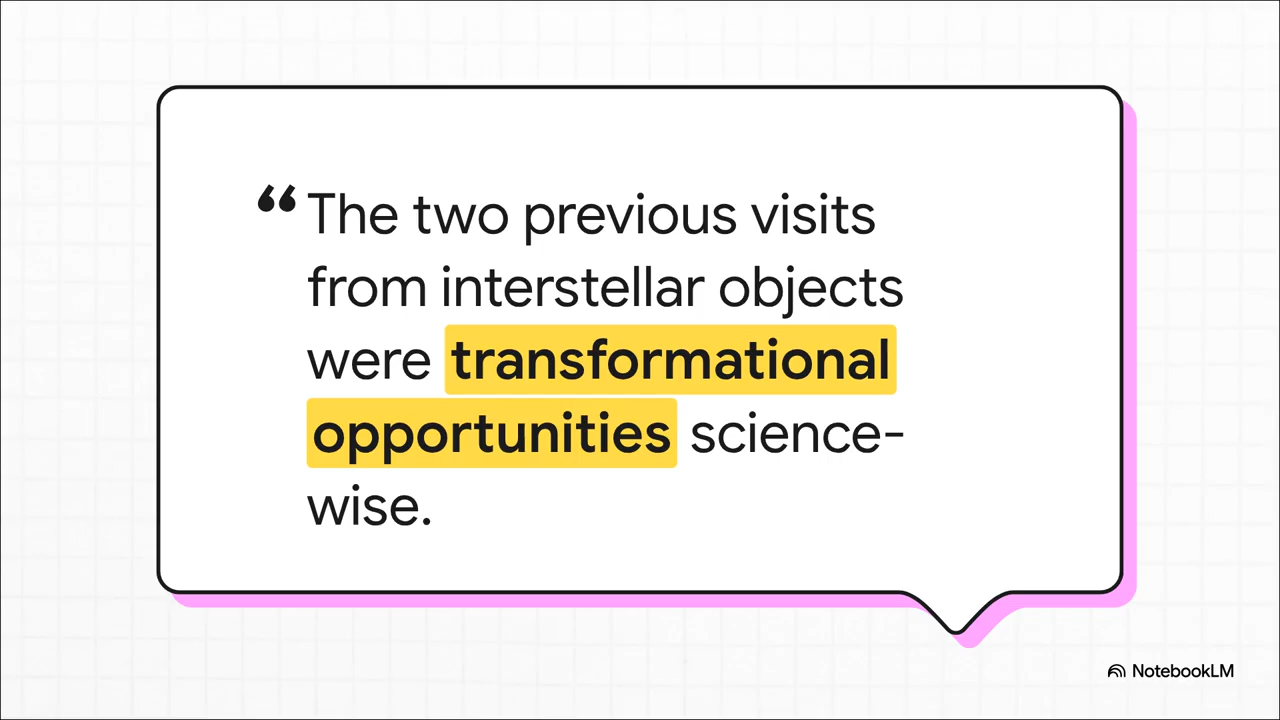 “The two previous visits
from interstellar objects
were transformational
opportunities science-
wise.
NotebookLM